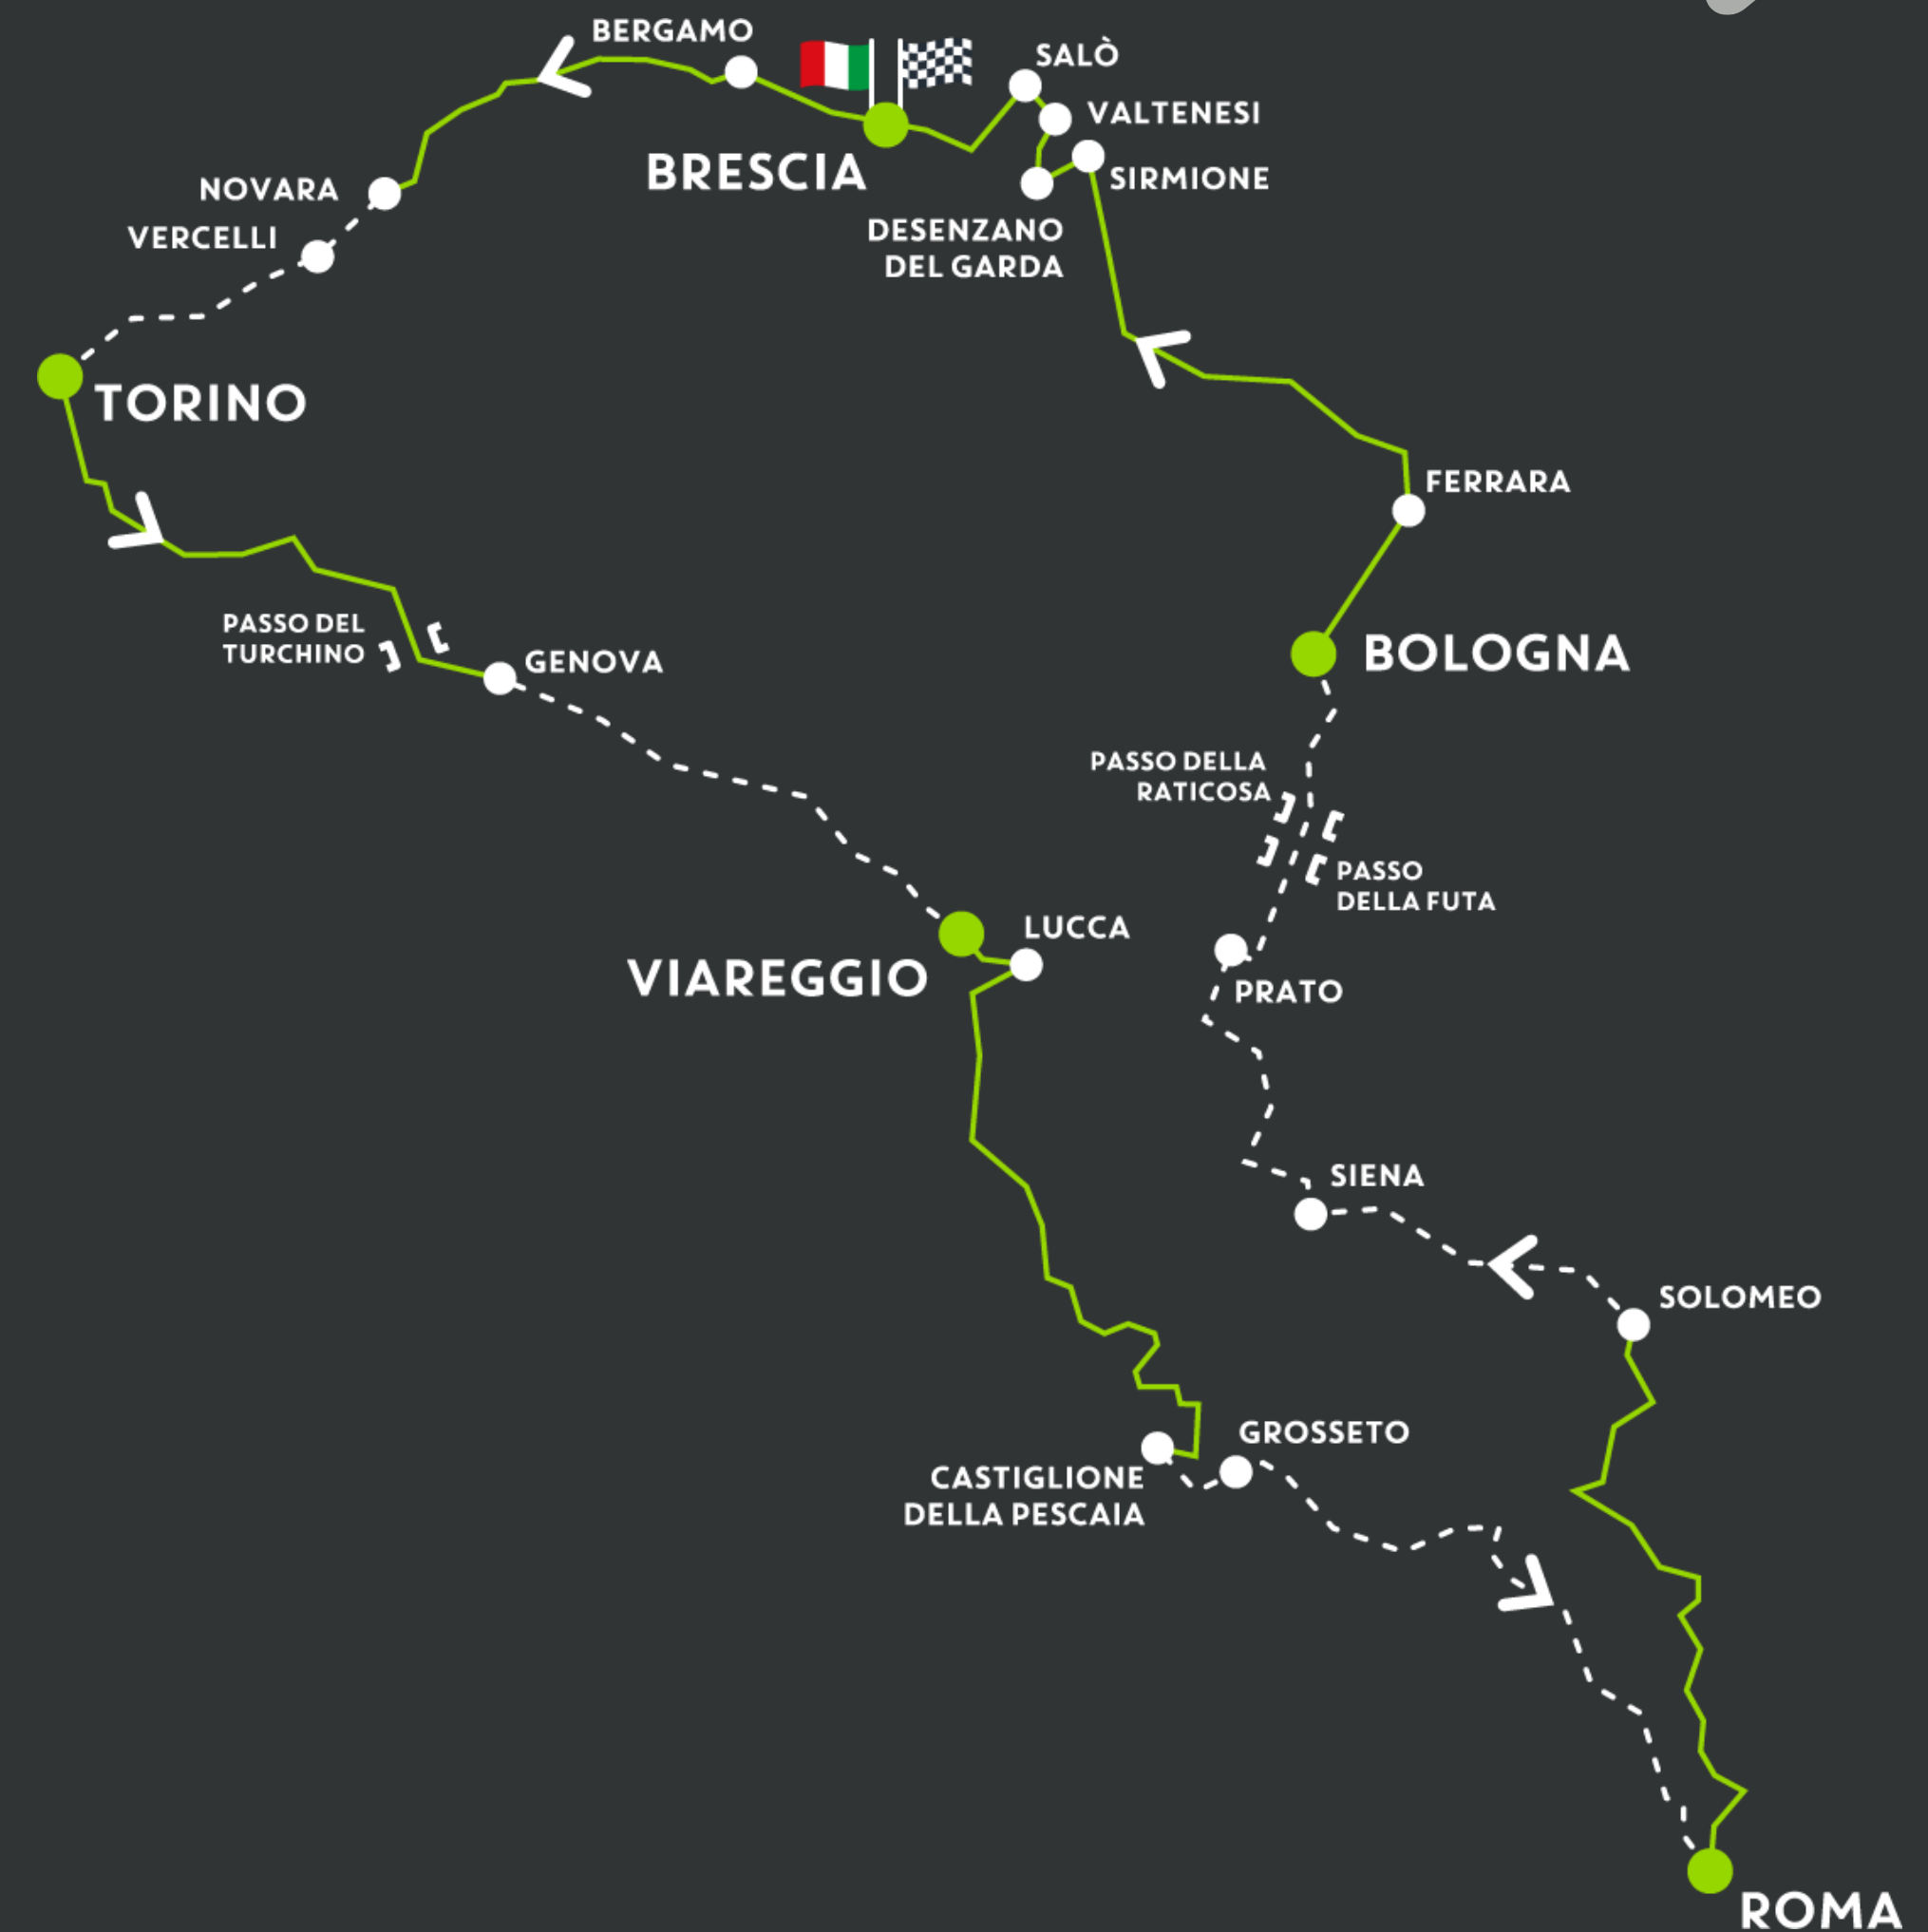 BERGAMO
SALÒ
VALTENESI
BRESCIA
SIRMIONE
NOVARA
VERCELLI
DESENZANO
DEL GARDA
TORINO
FERRARA
PASSO DEL
TURCHINO
GENOVA
BOLOGNA
PASSO DELLA
RATICOSA
PASSO
DELLA FUTA
LUCCA
VIAREGGIO
PRATO
SIENA
SOLOMEO
GROSSETO
CASTIGLIONE
DELLA PESCAIA
ROMA